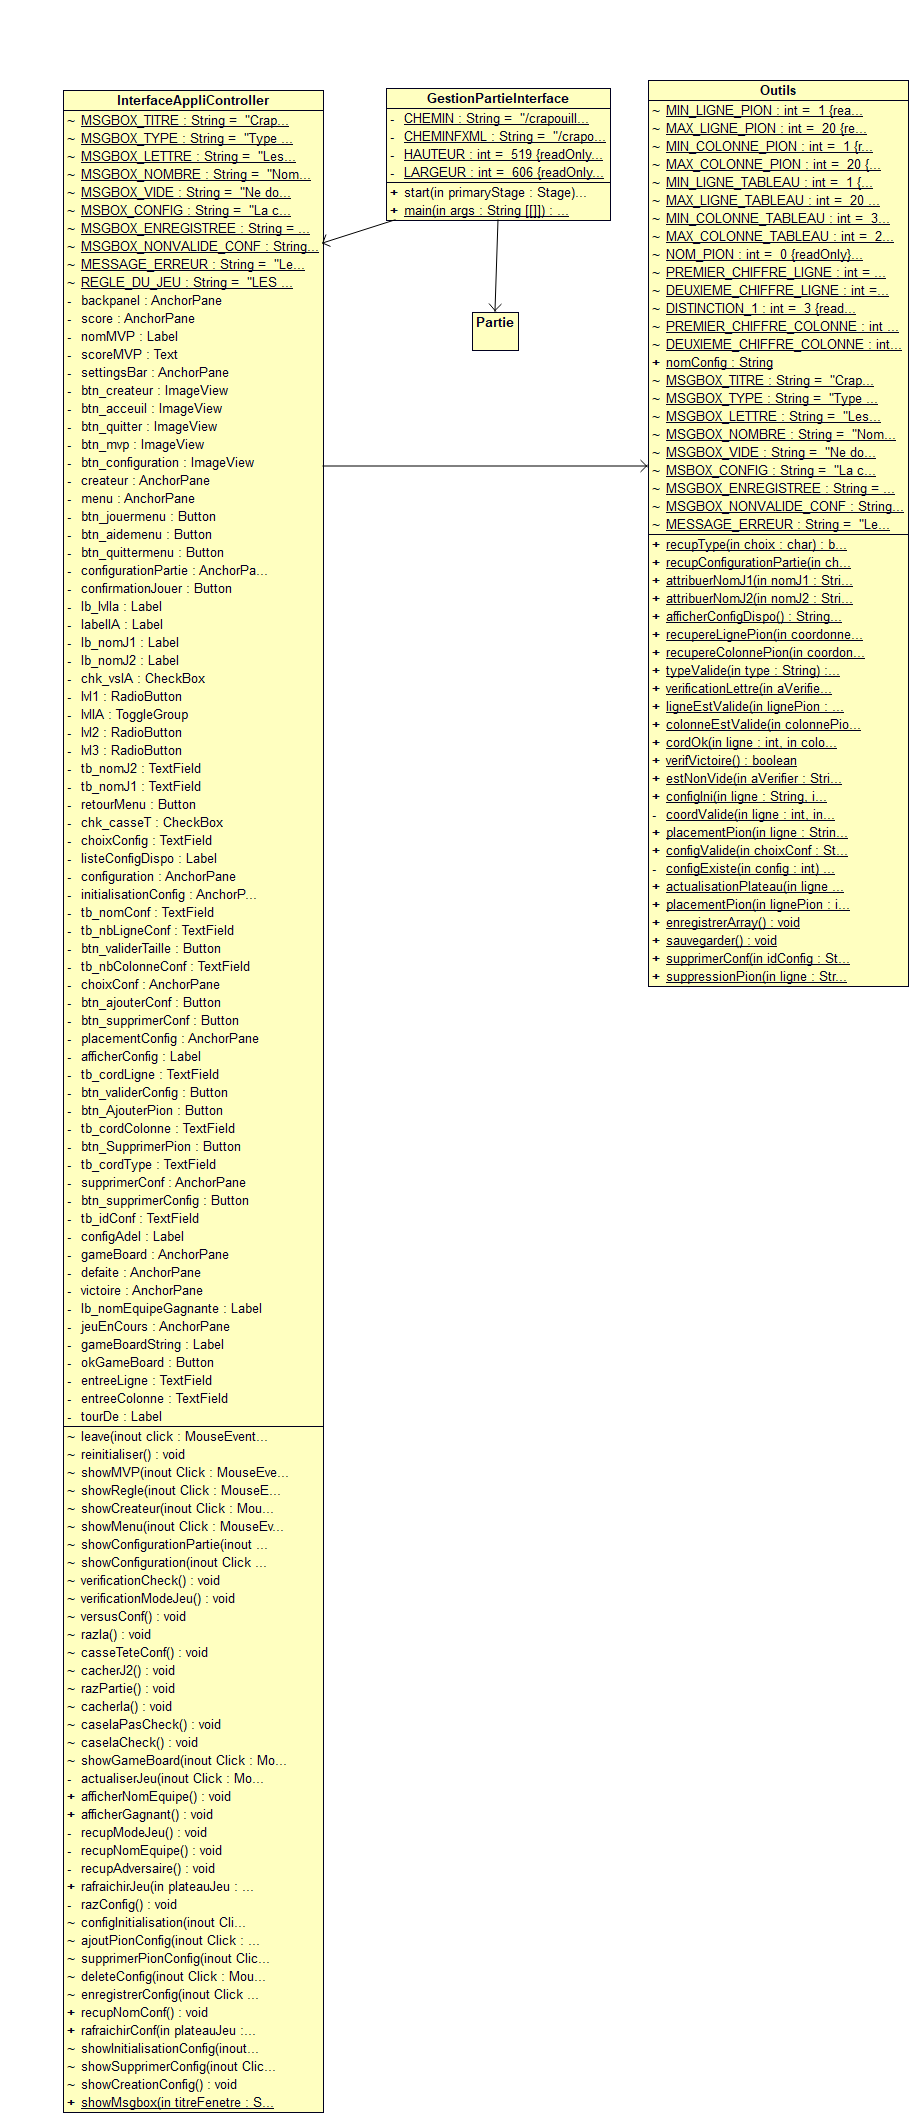 InterfaceAppliController
~ MSGBOX_TITRE : String = "Crap...
~ MSGBOX_TYPE : String = "Type ...
~ MSGBOX_LETTRE : String = "Les...
~ MSGBOX_NOMBRE : String = "Nom...
~ MSGBOX_VIDE : String = "Ne do...
~ MSBOX_CONFIG : String = "La c...
~ MSGBOX_ENREGISTREE : String = ...
~ MSGBOX_NONVALIDE_CONF : String...
~ MESSAGE_ERREUR : String = "Le...
~ REGLE_DU_JEU : String = "LES ...
- backpanel : AnchorPane
- score : AnchorPane
- nomMVP : Label
- scoreMVP : Text
- settingsBar : AnchorPane
- btn_createur : ImageView
- btn_acceuil : ImageView
- btn_quitter : ImageView
- btn_mvp : ImageView
- btn_configuration : ImageView
- createur : AnchorPane
- menu : AnchorPane
- btn_jouermenu : Button
- btn_aidemenu : Button
- btn_quittermenu : Button
- configurationPartie : AnchorPa...
- confirmationJouer : Button
- lb_lvlIa : Label
- labelIA : Label
- lb_nomJ1 : Label
- lb_nomJ2 : Label
- chk_vsIA : CheckBox
- lvl1 : RadioButton
- lvlIA : ToggleGroup
- lvl2 : RadioButton
- lvl3 : RadioButton
- tb_nomJ2 : TextField
- tb_nomJ1 : TextField
- retourMenu : Button
- chk_casseT : CheckBox
- choixConfig : TextField
- listeConfigDispo : Label
- configuration : AnchorPane
- initialisationConfig : AnchorP...
- tb_nomConf : TextField
- tb_nbLigneConf : TextField
- btn_validerTaille : Button
- tb_nbColonneConf : TextField
- choixConf : AnchorPane
- btn_ajouterConf : Button
- btn_supprimerConf : Button
- placementConfig : AnchorPane
- afficherConfig : Label
- tb_cordLigne : TextField
- btn_validerConfig : Button
- btn_AjouterPion : Button
- tb_cordColonne : TextField
- btn_SupprimerPion : Button
- tb_cordType : TextField
- supprimerConf : AnchorPane
- btn_supprimerConfig : Button
- tb_idConf : TextField
- configAdel : Label
- gameBoard : AnchorPane
- defaite : AnchorPane
- victoire : AnchorPane
- lb_nomEquipeGagnante : Label
- jeuEnCours : AnchorPane
- gameBoardString : Label
- okGameBoard : Button
- entreeLigne : TextField
- entreeColonne : TextField
- tourDe : Label
~ leave(inout click : MouseEvent...
~ reinitialiser() : void
~ showMVP(inout Click : MouseEve...
~ showRegle(inout Click : MouseE...
~ showCreateur(inout Click : Mou...
~ showMenu(inout Click : MouseEv...
~ showConfigurationPartie(inout ...
~ showConfiguration(inout Click ...
~ verificationCheck() : void
~ verificationModeJeu() : void
~ versusConf() : void
~ razIa() : void
~ casseTeteConf() : void
~ cacherJ2() : void
~ razPartie() : void
~ cacherIa() : void
~ caseIaPasCheck() : void
~ caseIaCheck() : void
~ showGameBoard(inout Click : Mo...
- actualiserJeu(inout Click : Mo...
+ afficherNomEquipe() : void
+ afficherGagnant() : void
- recupModeJeu() : void
- recupNomEquipe() : void
- recupAdversaire() : void
+ rafraichirJeu(in plateauJeu : ...
- razConfig() : void
~ configInitialisation(inout Cli...
~ ajoutPionConfig(inout Click : ...
~ supprimerPionConfig(inout Clic...
~ deleteConfig(inout Click : Mou...
~ enregistrerConfig(inout Click ...
+ recupNomConf() : void
+ rafraichirConf(in plateauJeu :...
~ showInitialisationConfig(inout...
~ showSupprimerConfig(inout Clic...
~ showCreationConfig() : void
+ showMsgbox(in titreFenetre : S...
GestionPartieInterface
- CHEMIN : String = "/crapouill...
- CHEMINFXML : String = "/crapo...
- HAUTEUR : int = 519 {readOnly...
- LARGEUR : int = 606 {readOnly...
+ start(in primaryStage : Stage)...
+ main(in args : String [[]]) : ...
Partie
Outils
~ MIN_LIGNE_PION : int = 1 {rea...
~ MAX_LIGNE_PION : int = 20 {re...
~ MIN_COLONNE_PION : int = 1 {r...
~ MAX_COLONNE_PION : int = 20 {...
~ MIN_LIGNE_TABLEAU : int = 1 {...
~ MAX_LIGNE_TABLEAU : int = 20 ...
~ MIN_COLONNE_TABLEAU : int = 3...
~ MAX_COLONNE_TABLEAU : int = 2...
~ NOM_PION : int = 0 {readOnly}...
~ PREMIER_CHIFFRE_LIGNE : int = ...
~ DEUXIEME_CHIFFRE_LIGNE : int =...
~ DISTINCTION_1 : int = 3 {read...
~ PREMIER_CHIFFRE_COLONNE : int ...
~ DEUXIEME_CHIFFRE_COLONNE : int...
+ nomConfig : String
~ MSGBOX_TITRE : String = "Crap...
~ MSGBOX_TYPE : String = "Type ...
~ MSGBOX_LETTRE : String = "Les...
~ MSGBOX_NOMBRE : String = "Nom...
~ MSGBOX_VIDE : String = "Ne do...
~ MSBOX_CONFIG : String = "La c...
~ MSGBOX_ENREGISTREE : String = ...
~ MSGBOX_NONVALIDE_CONF : String...
~ MESSAGE_ERREUR : String = "Le...
+ recupType(in choix : char) : b...
+ recupConfigurationPartie(in ch...
+ attribuerNomJ1(in nomJ1 : Stri...
+ attribuerNomJ2(in nomJ2 : Stri...
+ afficherConfigDispo() : String...
+ recupereLignePion(in coordonne...
+ recupereColonnePion(in coordon...
+ typeValide(in type : String) :...
+ verificationLettre(in aVerifie...
+ ligneEstValide(in lignePion : ...
+ colonneEstValide(in colonnePio...
+ cordOk(in ligne : int, in colo...
+ verifVictoire() : boolean
+ estNonVide(in aVerifier : Stri...
+ configIni(in ligne : String, i...
- coordValide(in ligne : int, in...
+ placementPion(in ligne : Strin...
+ configValide(in choixConf : St...
- configExiste(in config : int) ...
+ actualisationPlateau(in ligne ...
+ placementPion(in lignePion : i...
+ enregistrerArray() : void
+ sauvegarder() : void
+ supprimerConf(in idConfig : St...
+ suppressionPion(in ligne : Str...